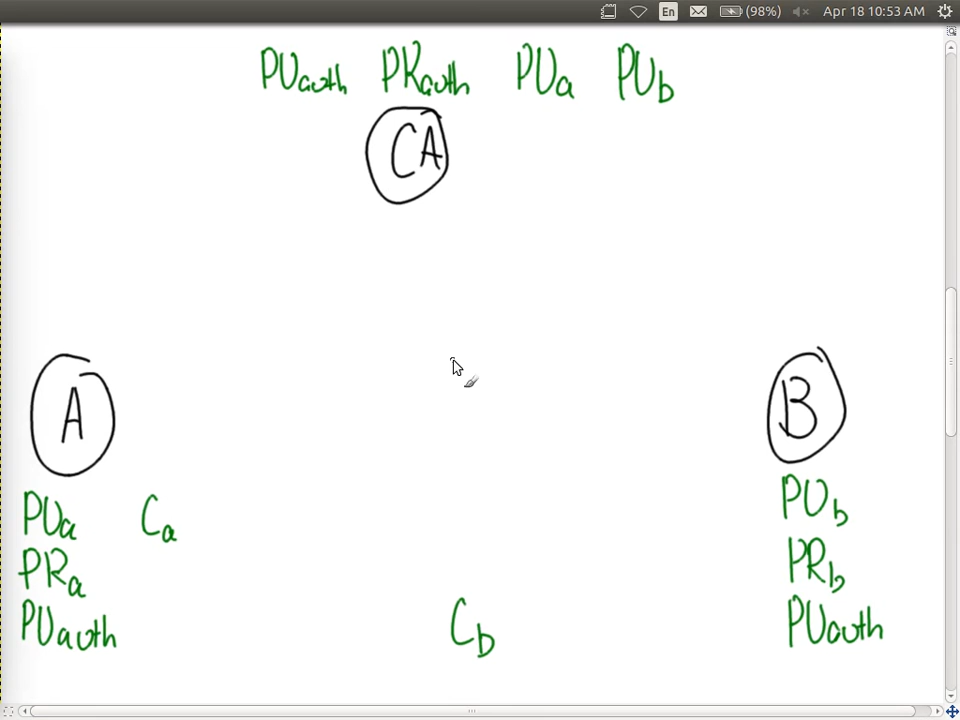 En (98%) Apr 18 10:53 AM
PUauth PRauth PUa PUb
CA
A B
PUa Ca PUb
PRa PRb
PUauth Cb PUauth